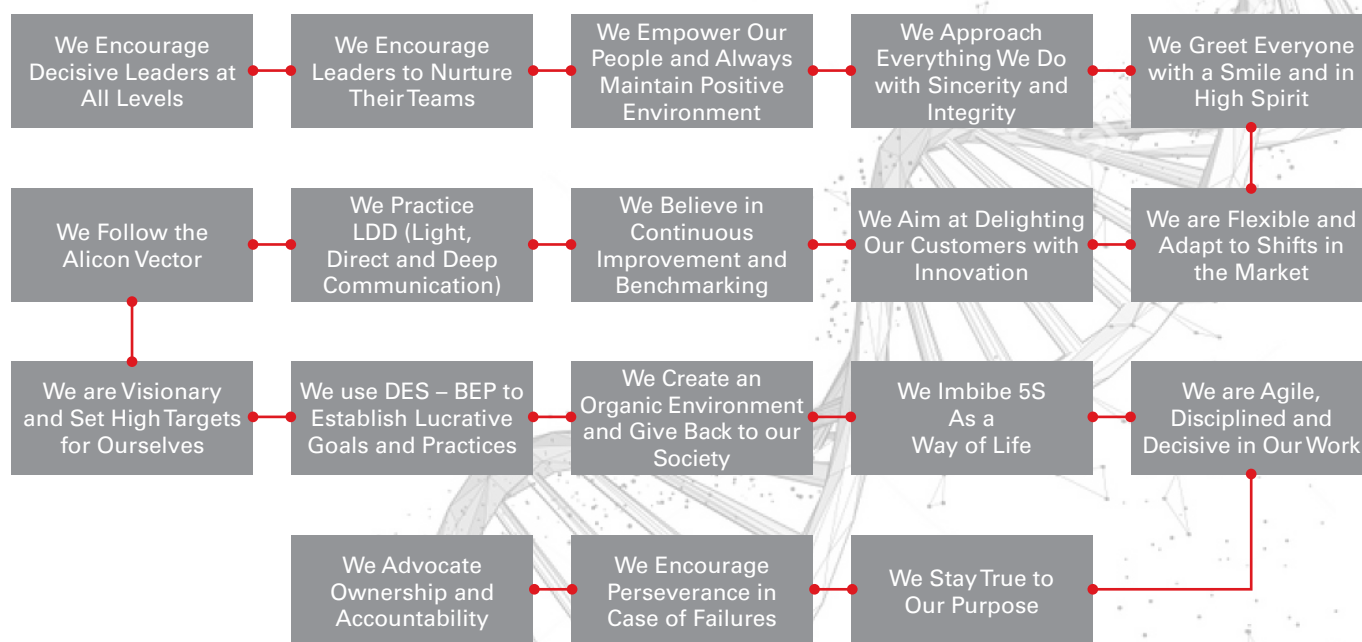 We Encourage
Decisive Leaders at
All Levels
We Encourage
Leaders to Nurture
Their Teams
We Empower Our
People and Always
Maintain Positive
Environment
We Approach
Everything We Do
with Sincerity and
Integrity
We Greet Everyone
with a Smile and in
High Spirit
We Follow the
Alicon Vector
We Practice
LDD (Light,
Direct and Deep
Communication)
We Believe in
Continuous
Improvement and
Benchmarking
We Aim at Delighting
Our Customers with
Innovation
We are Flexible and
Adapt to Shifts in
the Market
We are Visionary
and Set High Targets
for Ourselves
We use DES – BEP to
Establish Lucrative
Goals and Practices
We Create an
Organic Environment
and Give Back to our
Society
We Imbibe 5S
As a
Way of Life
We are Agile,
Disciplined and
Decisive in Our Work
We Advocate
Ownership and
Accountability
We Encourage
Perseverance in
Case of Failures
We Stay True to
Our Purpose